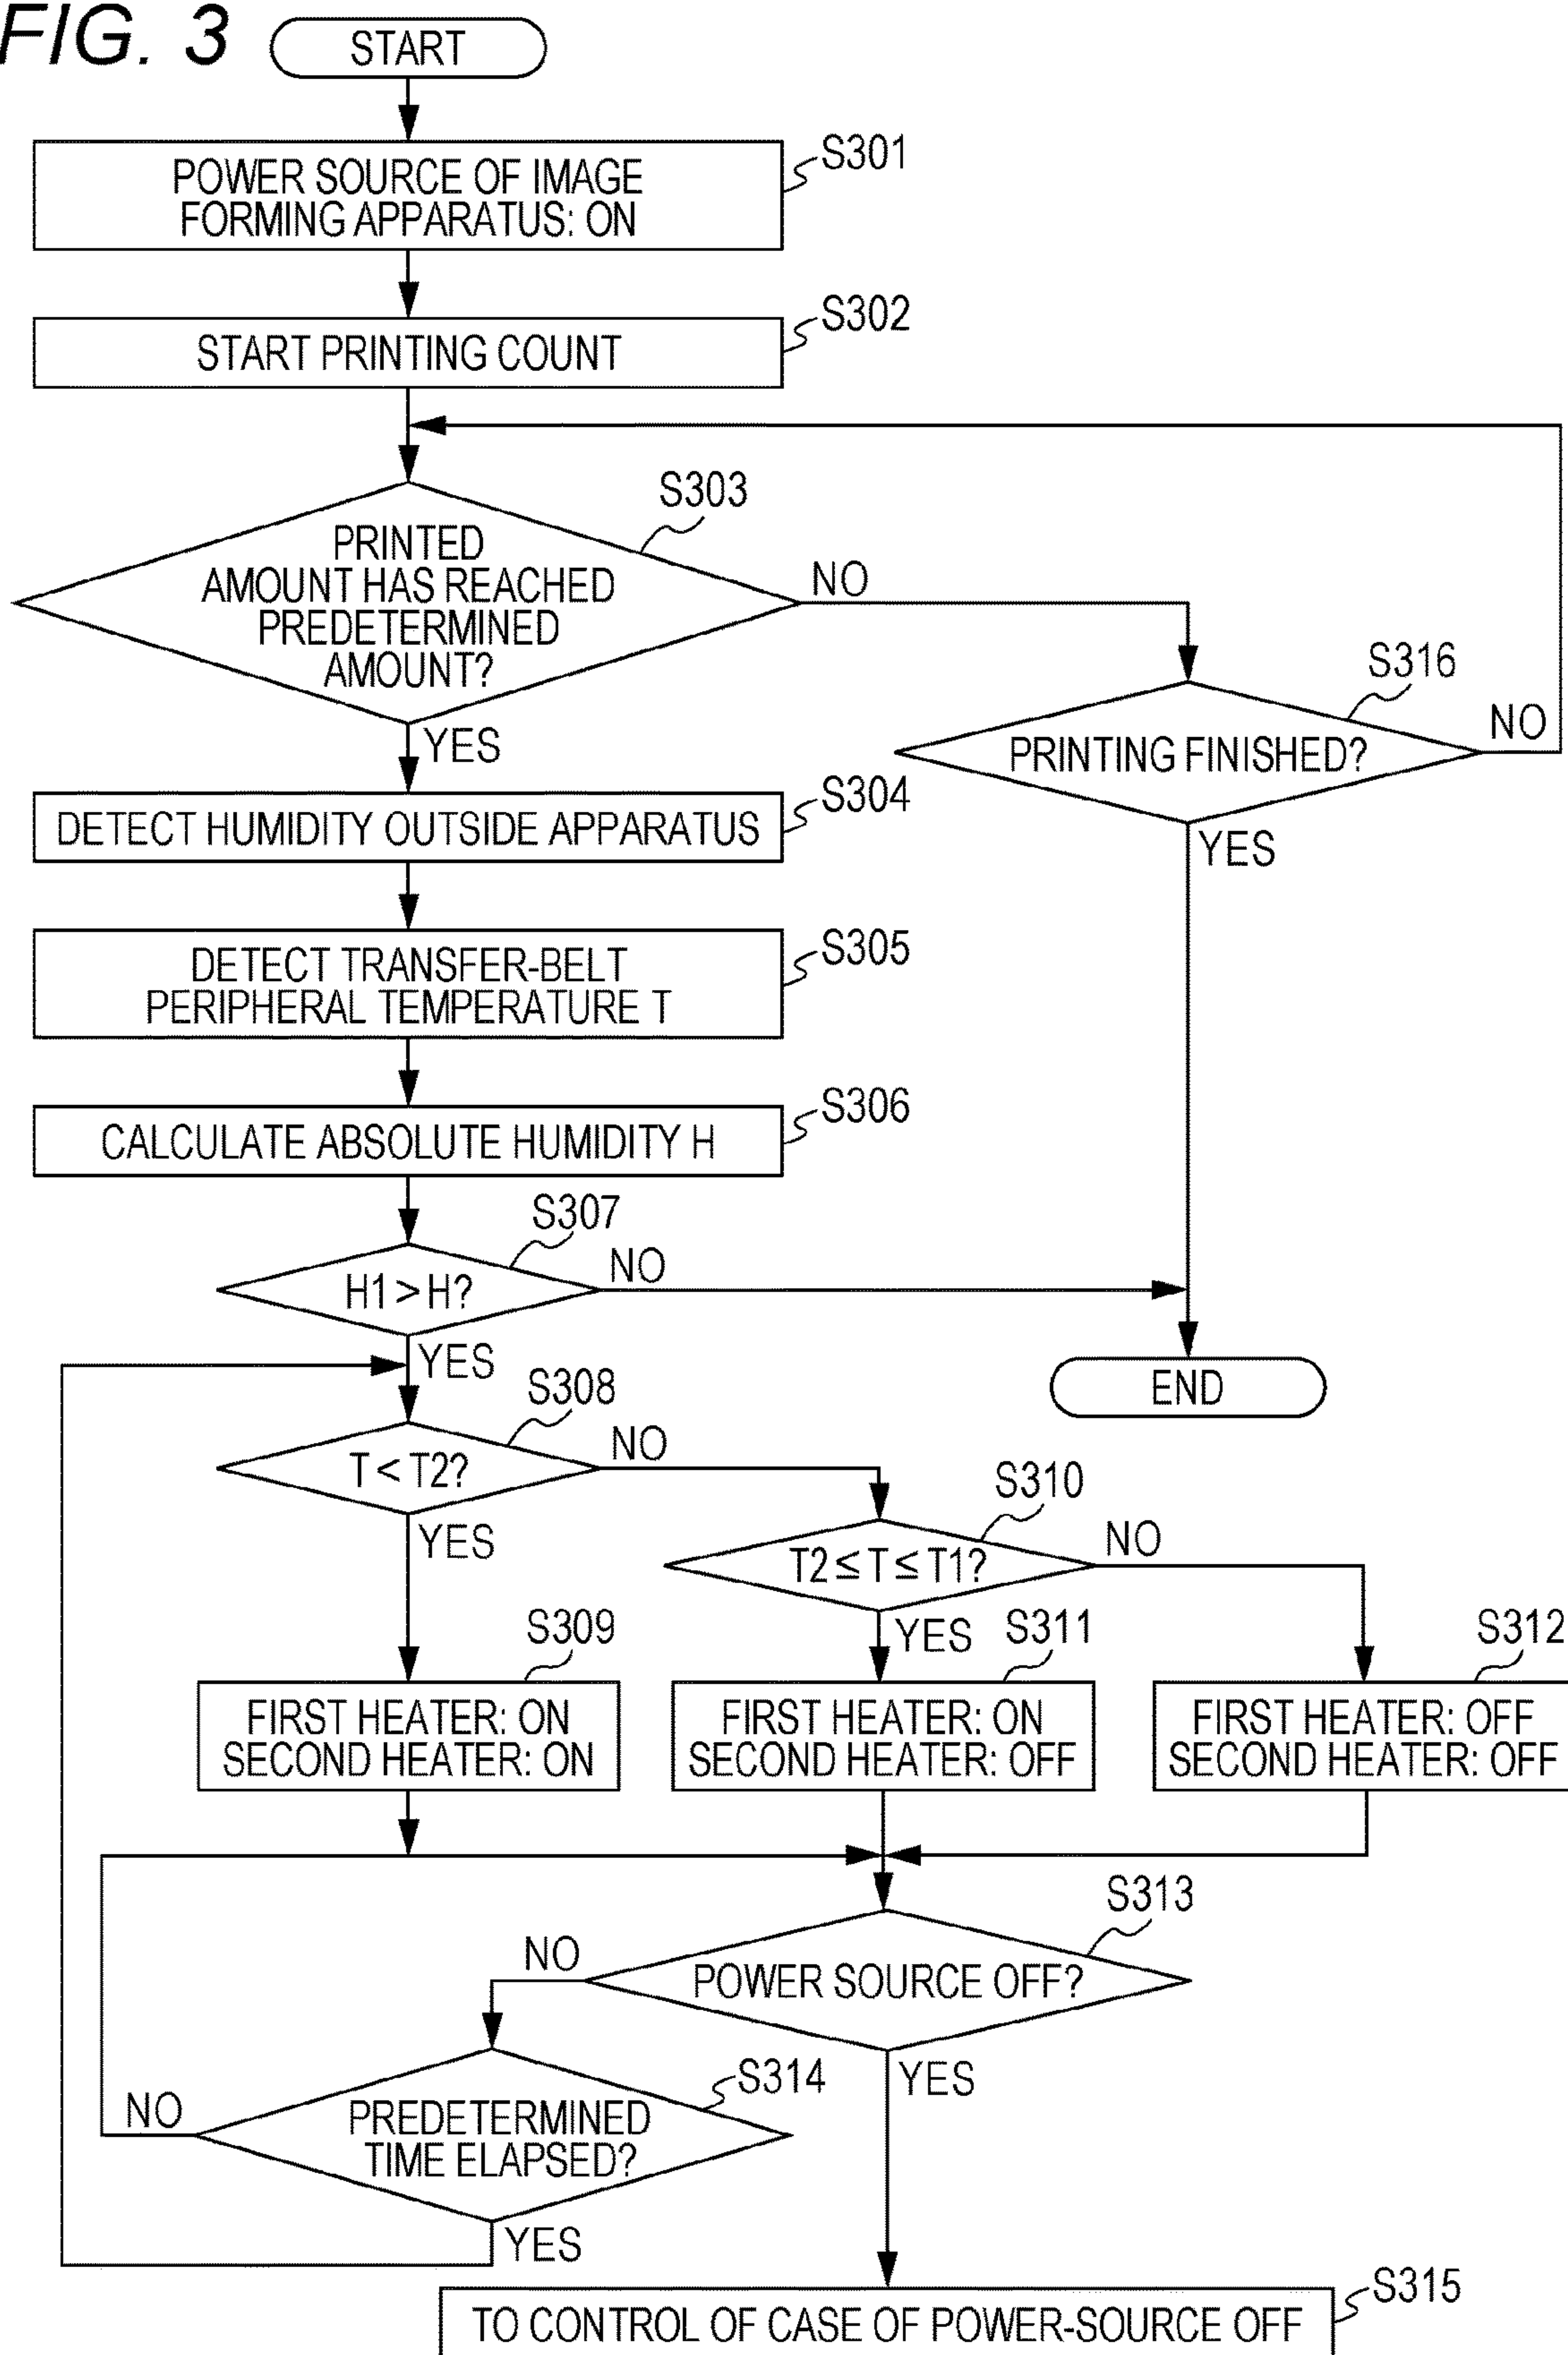 FIG. 3
START
S301
POWER SOURCE OF IMAGE
FORMING APPARATUS: ON
S302
START PRINTING COUNT
S303
PRINTED
AMOUNT HAS REACHED
PREDETERMINED
AMOUNT?
NO
YES
S316
PRINTING FINISHED?
NO
YES
S304
DETECT HUMIDITY OUTSIDE APPARATUS
S305
DETECT TRANSFER-BELT
PERIPHERAL TEMPERATURE T
S306
CALCULATE ABSOLUTE HUMIDITY H
S307
H1 > H?
NO
YES
END
S308
T < T2?
NO
YES
S310
T2 ≤ T ≤ T1?
NO
YES
S309
FIRST HEATER: ON
SECOND HEATER: ON
S311
FIRST HEATER: ON
SECOND HEATER: OFF
S312
FIRST HEATER: OFF
SECOND HEATER: OFF
S313
POWER SOURCE OFF?
NO
YES
S314
PREDETERMINED
TIME ELAPSED?
NO
YES
S315
TO CONTROL OF CASE OF POWER-SOURCE OFF